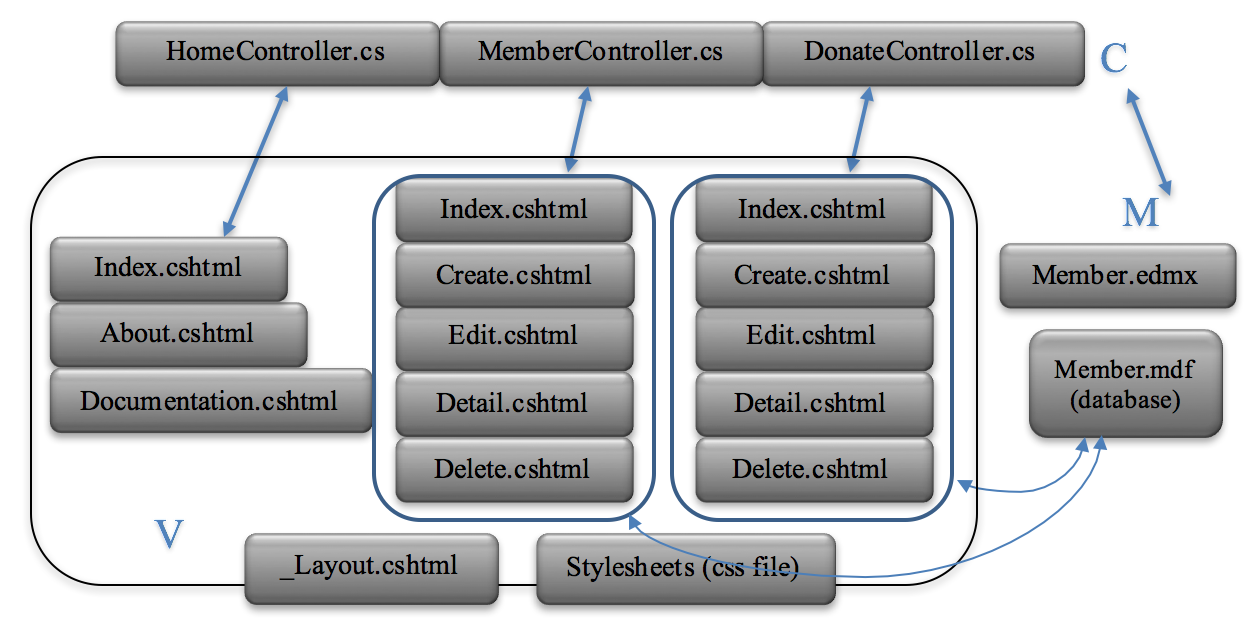 HomeController.cs
MemberController.cs
DonateController.cs
C
Index.cshtml
About.cshtml
Documentation.cshtml
Index.cshtml
Create.cshtml
Edit.cshtml
Detail.cshtml
Delete.cshtml
Index.cshtml
Create.cshtml
Edit.cshtml
Detail.cshtml
Delete.cshtml
M
Member.edmx
Member.mdf
(database)
V
_Layout.cshtml
Stylesheets (css file)